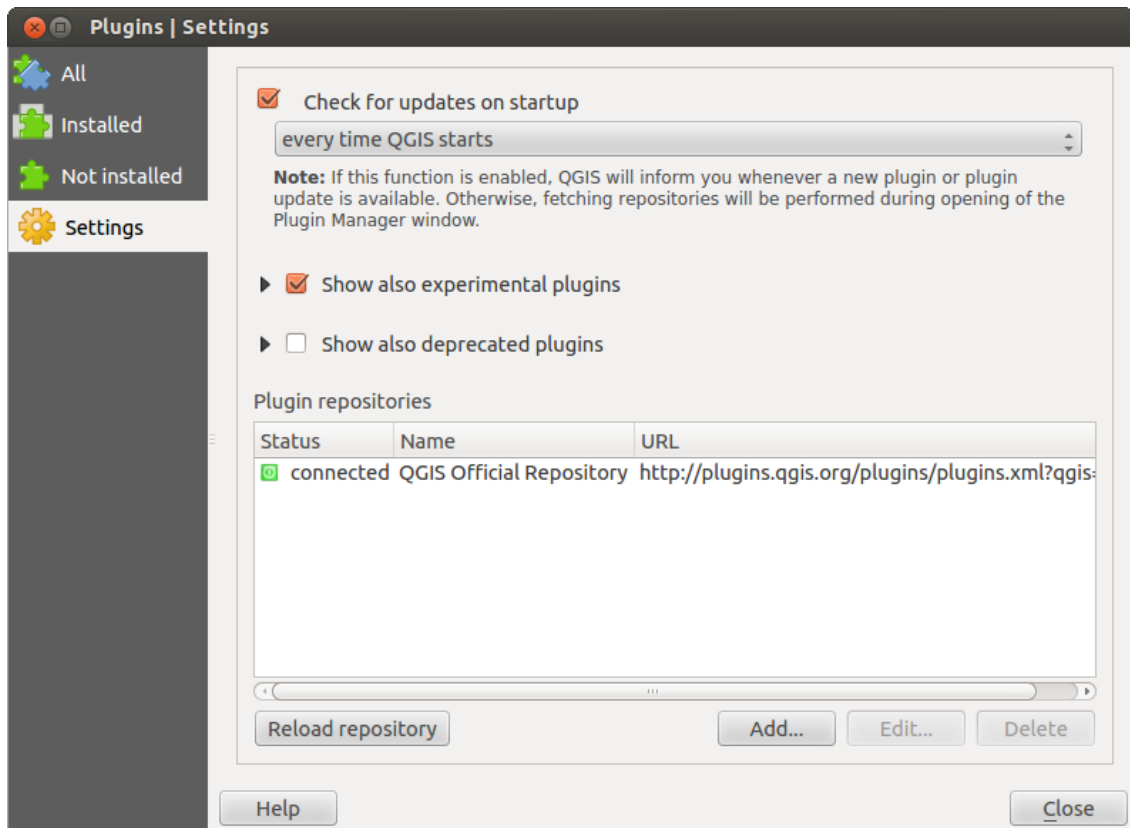 Plugins | Settings
All
Installed
Not installed
Settings
Check for updates on startup
every time QGIS starts
Note: If this function is enabled, QGIS will inform you whenever a new plugin or plugin
update is available. Otherwise, fetching repositories will be performed during opening of the
Plugin Manager window.
Show also experimental plugins
Show also deprecated plugins
Plugin repositories
Status Name URL
connected QGIS Official Repository http://plugins.qgis.org/plugins/plugins.xml?qgis=
Reload repository Add... Edit... Delete
Help Close